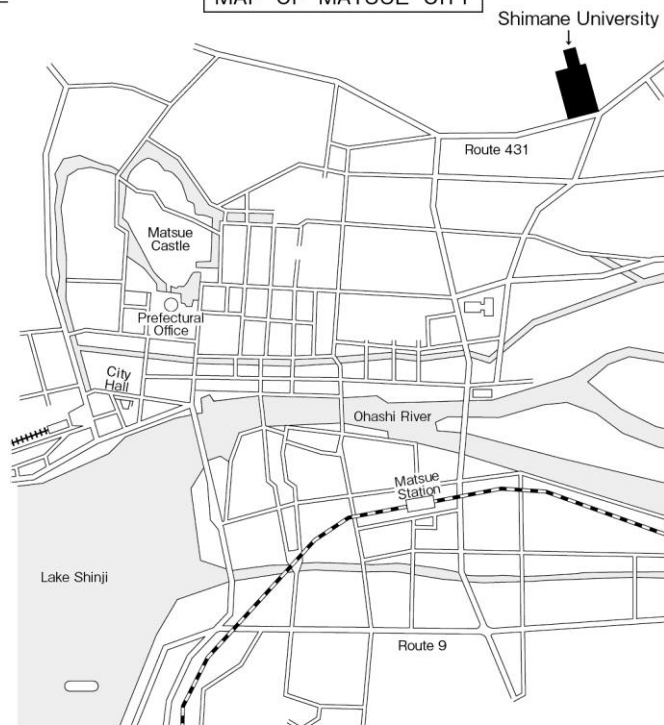 MAP OF MATSUE CITY
Shimane University
Route 431
Matsue
Castle
Prefectural
Office
City
Hall
Ohashi River
Matsue
Station
Lake Shinji
Route 9